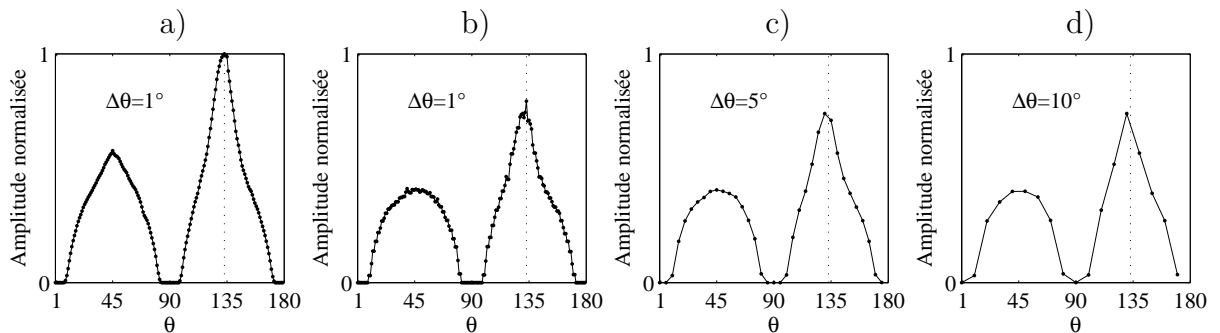 a)
Amplitude normalisée
1
0
Δθ=1°
1 45 90 135 180
θ
b)
Amplitude normalisée
1
0
Δθ=1°
1 45 90 135 180
θ
c)
Amplitude normalisée
1
0
Δθ=5°
1 45 90 135 180
θ
d)
Amplitude normalisée
1
0
Δθ=10°
1 45 90 135 180
θ